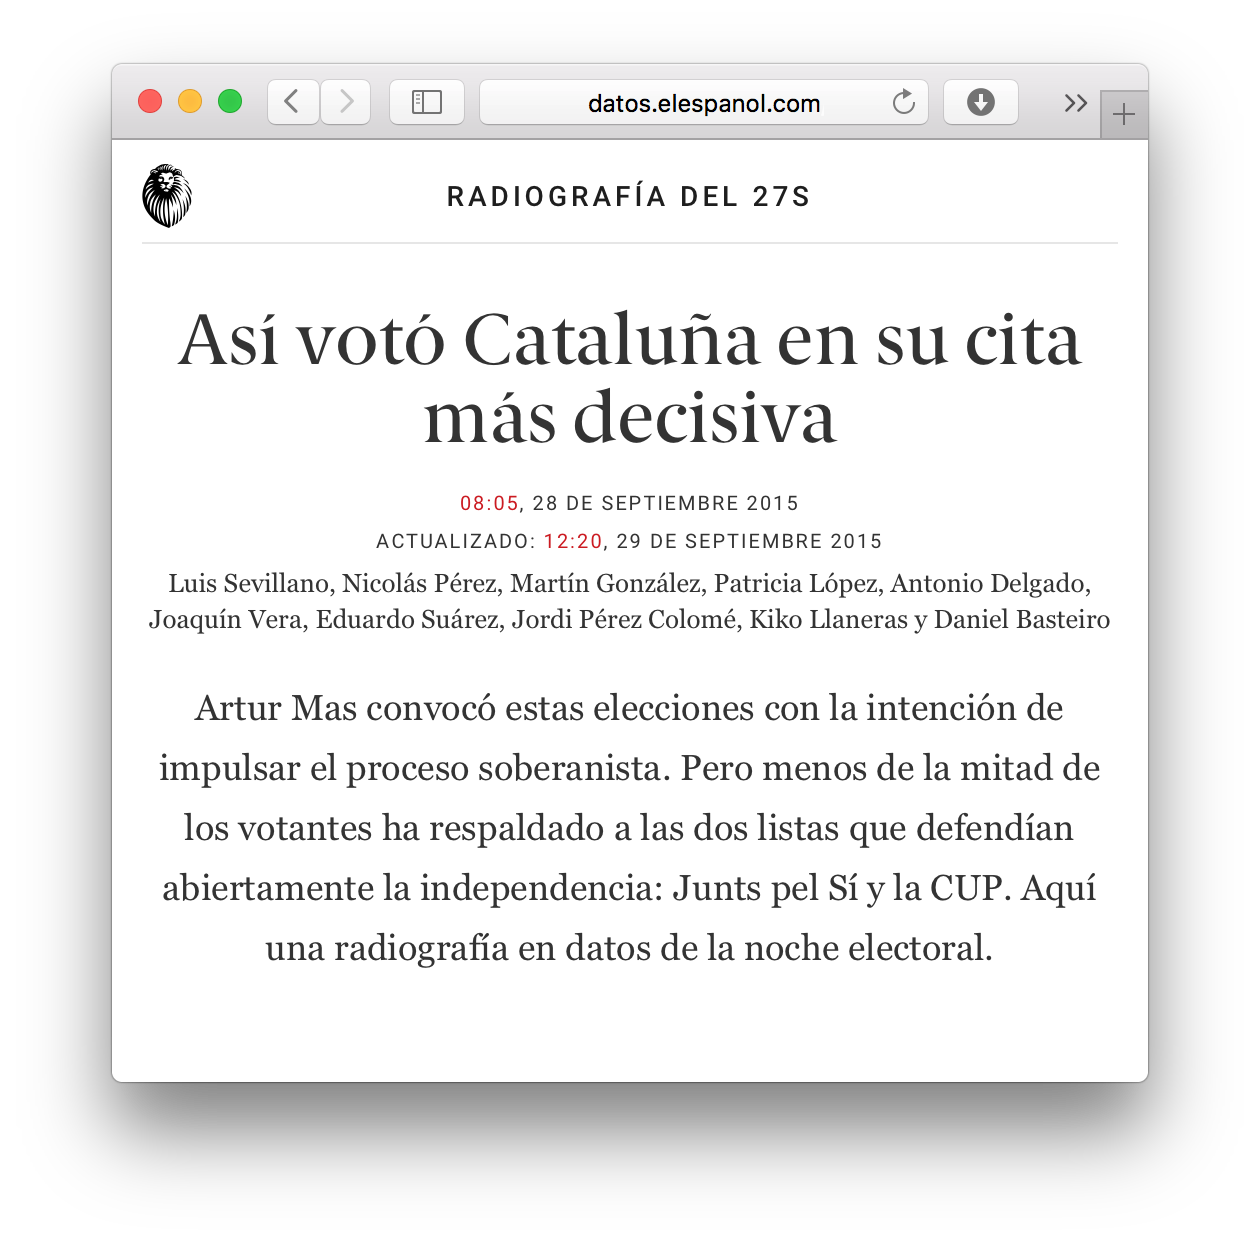 datos.elespanol.com
RADIOGRAFÍA DEL 27S
Así votó Cataluña en su cita
más decisiva
08:05, 28 DE SEPTIEMBRE 2015
ACTUALIZADO: 12:20, 29 DE SEPTIEMBRE 2015
Luis Sevillano, Nicolás Pérez, Martín González, Patricia López, Antonio Delgado,
Joaquín Vera, Eduardo Suárez, Jordi Pérez Colomé, Kiko Llaneras y Daniel Basteiro
Artur Mas convocó estas elecciones con la intención de
impulsar el proceso soberanista. Pero menos de la mitad de
los votantes ha respaldado a las dos listas que defendían
abiertamente la independencia: Junts pel Sí y la CUP. Aquí
una radiografía en datos de la noche electoral.